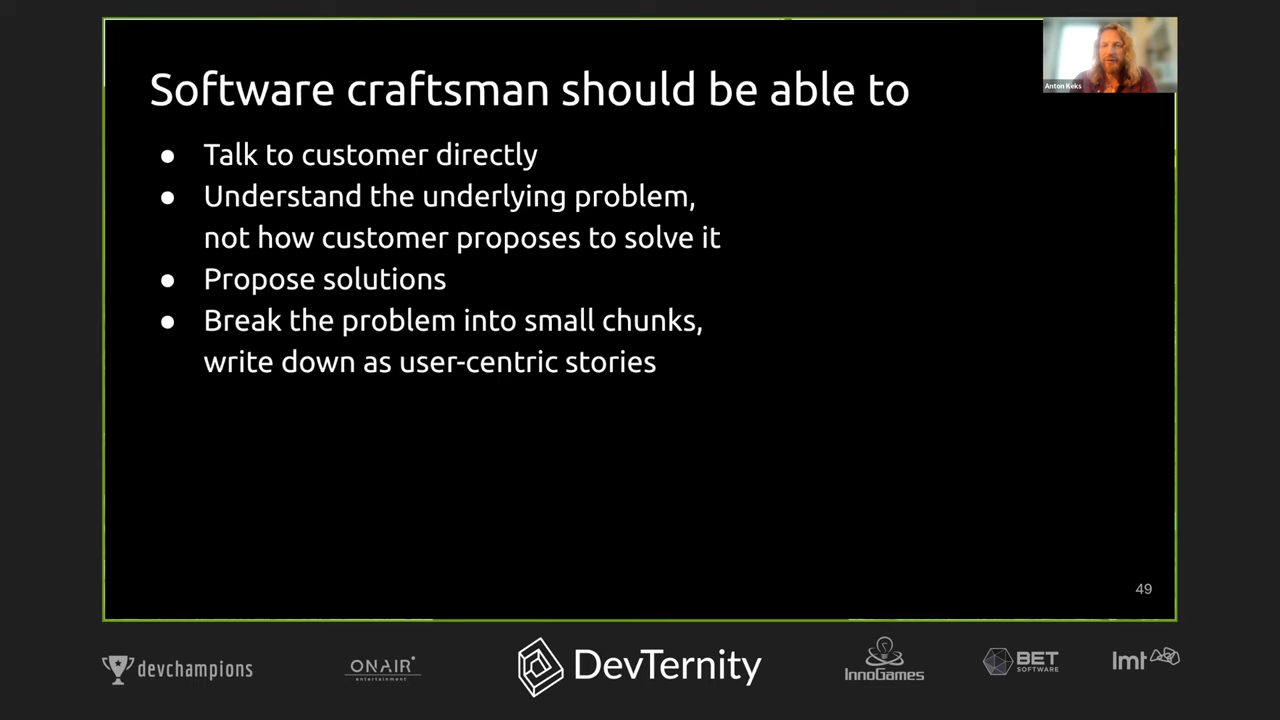 Software craftsman should be able to
Anton Keks
● Talk to customer directly
● Understand the underlying problem,
not how customer proposes to solve it
● Propose solutions
● Break the problem into small chunks,
write down as user-centric stories
49
devchampions
ONAIR
entertainment
DevTernity
InnoGames
BET
SOFTWARE
lmt